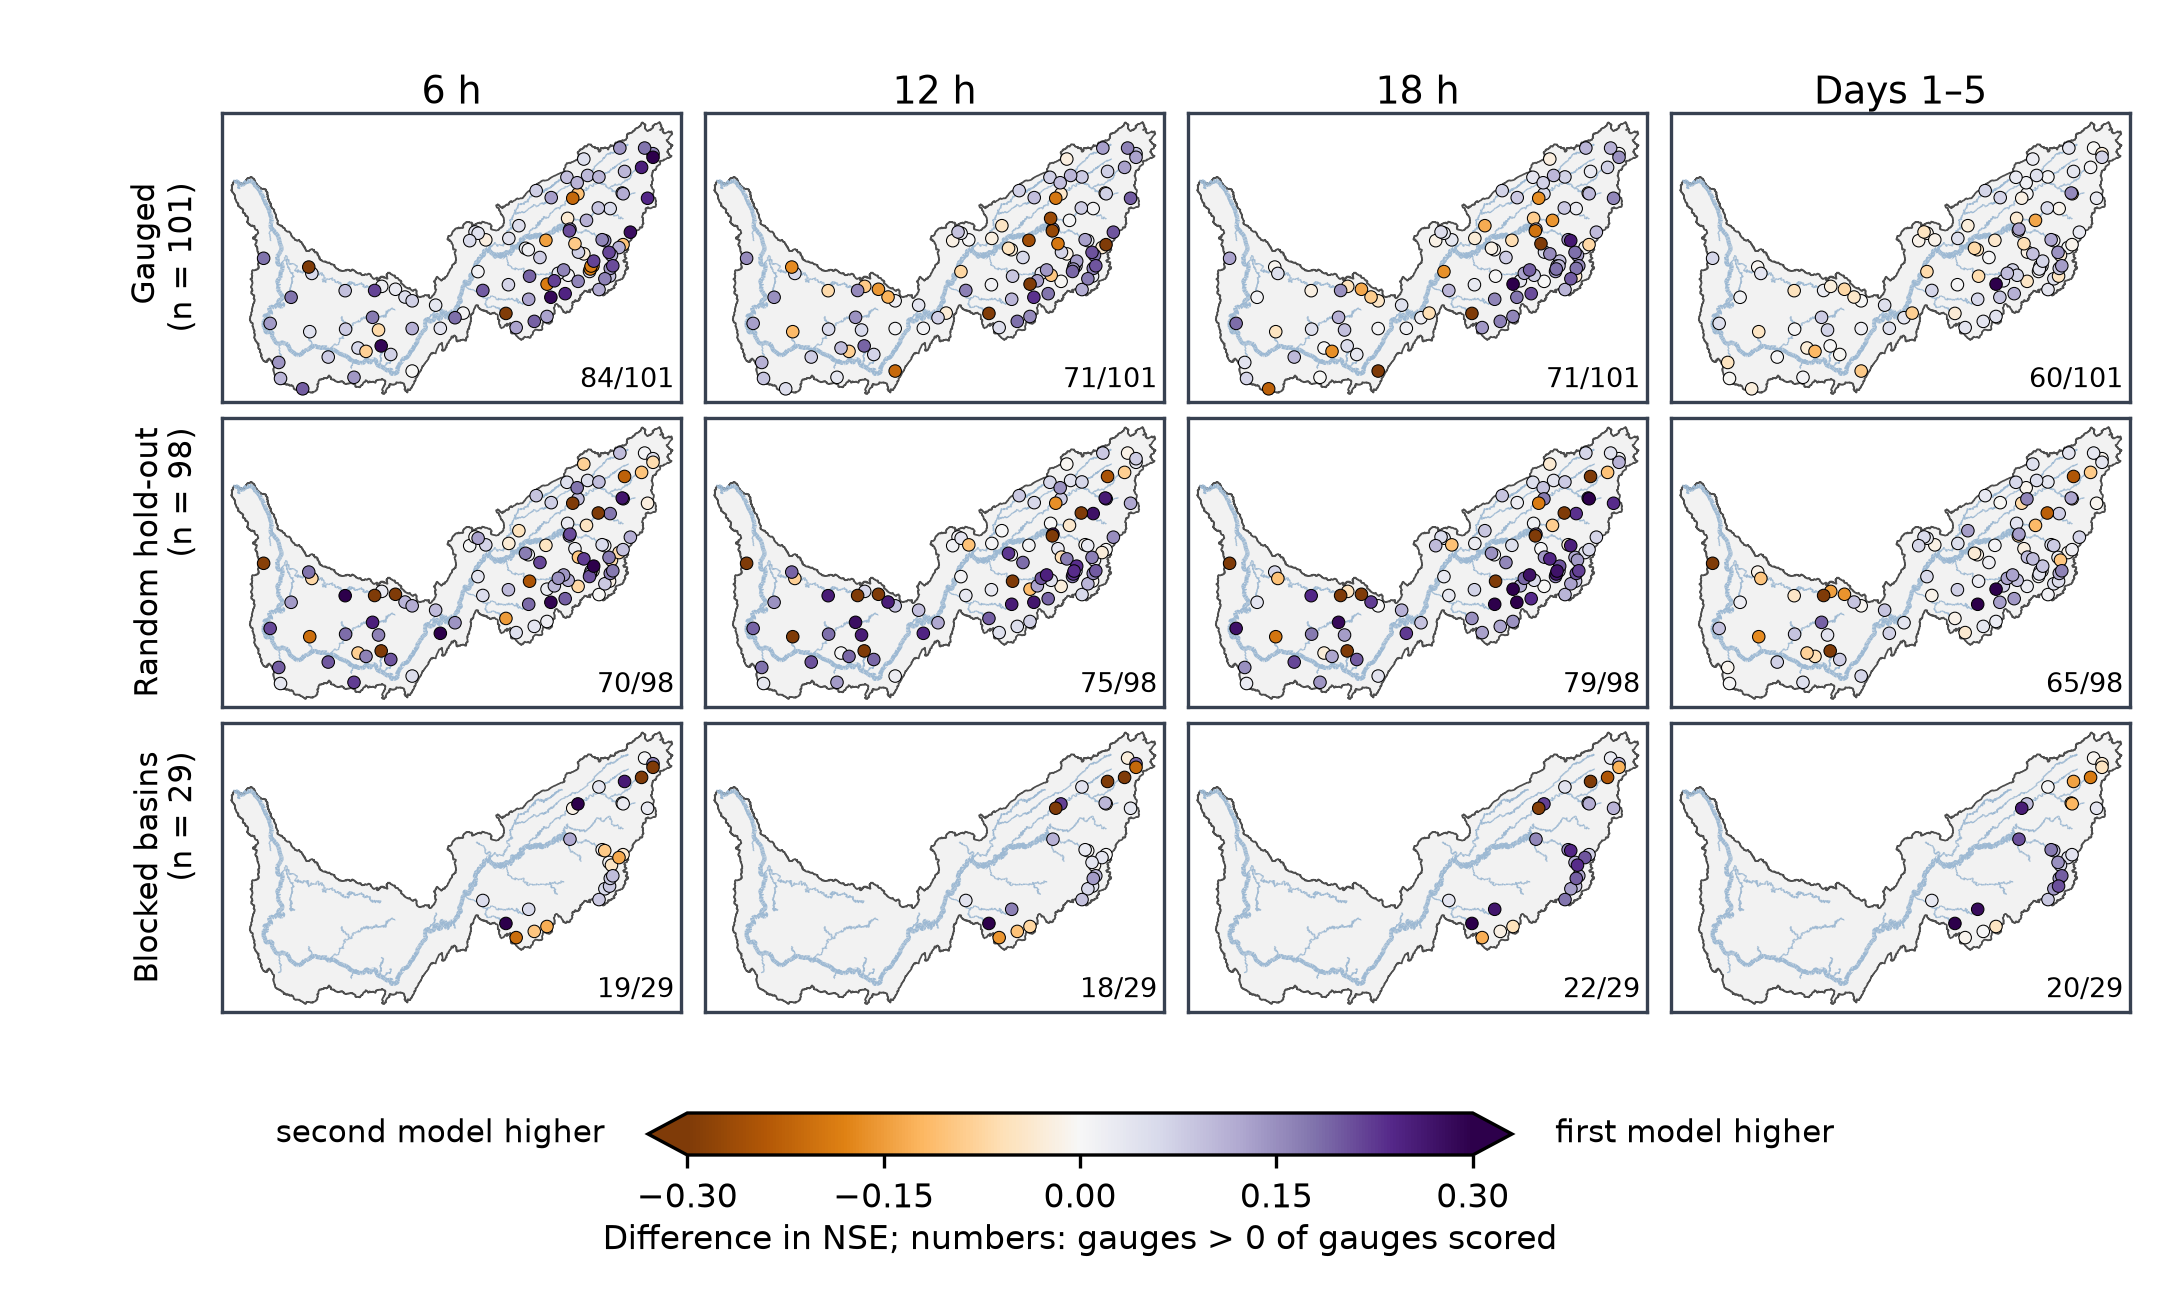 6 h
12 h
18 h
Days 1–5
Gauged
(n = 101)
84/101
71/101
71/101
60/101
Random hold-out
(n = 98)
70/98
75/98
79/98
65/98
Blocked basins
(n = 29)
19/29
18/29
22/29
20/29
second model higher
first model higher
−0.30
−0.15
0.00
0.15
0.30
Difference in NSE; numbers: gauges > 0 of gauges scored